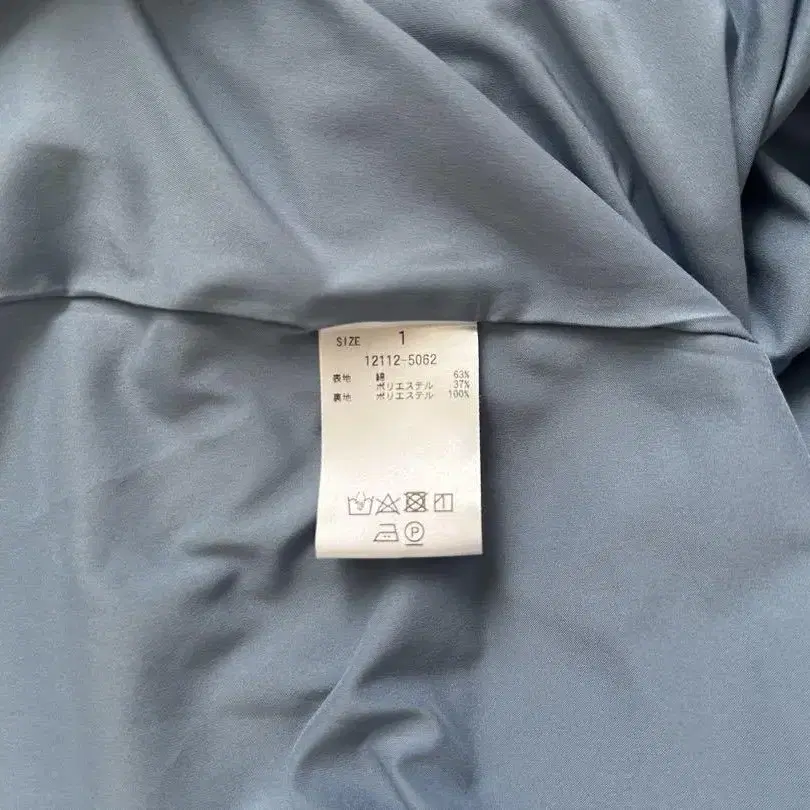 SIZE 1
12112-5062
表地 綿 63%
ポリエステル 37%
裏地 ポリエステル 100%
P